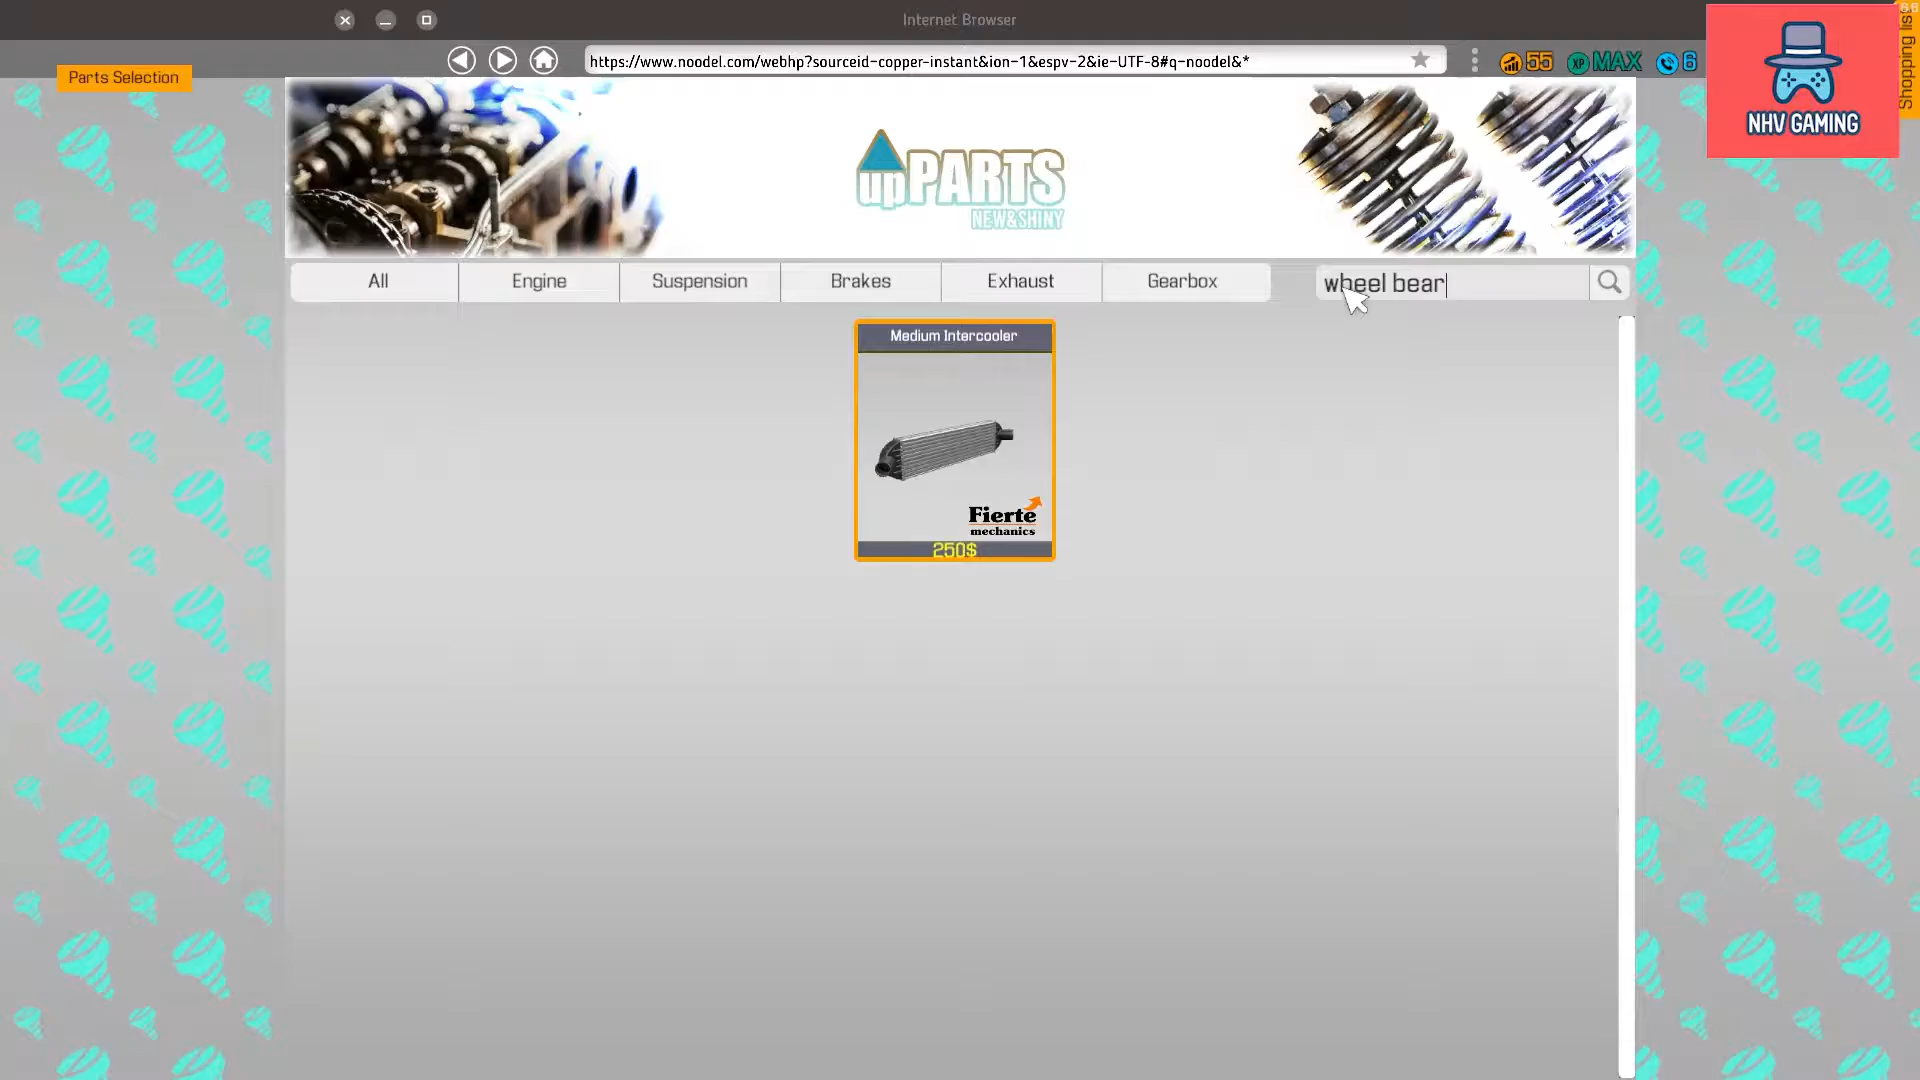 Internet Browser
https://www.noodel.com/webhp?sourceid-copper-instant&ion-1&espv-2&ie-UTF-8#q-noodel&*
55
XP MAX
6
Parts Selection
Shopping lis
NHV GAMING
upPARTS
NEW&SHINY
All
Engine
Suspension
Brakes
Exhaust
Gearbox
wheel bear
Medium Intercooler
Fierte
mechanics
250$